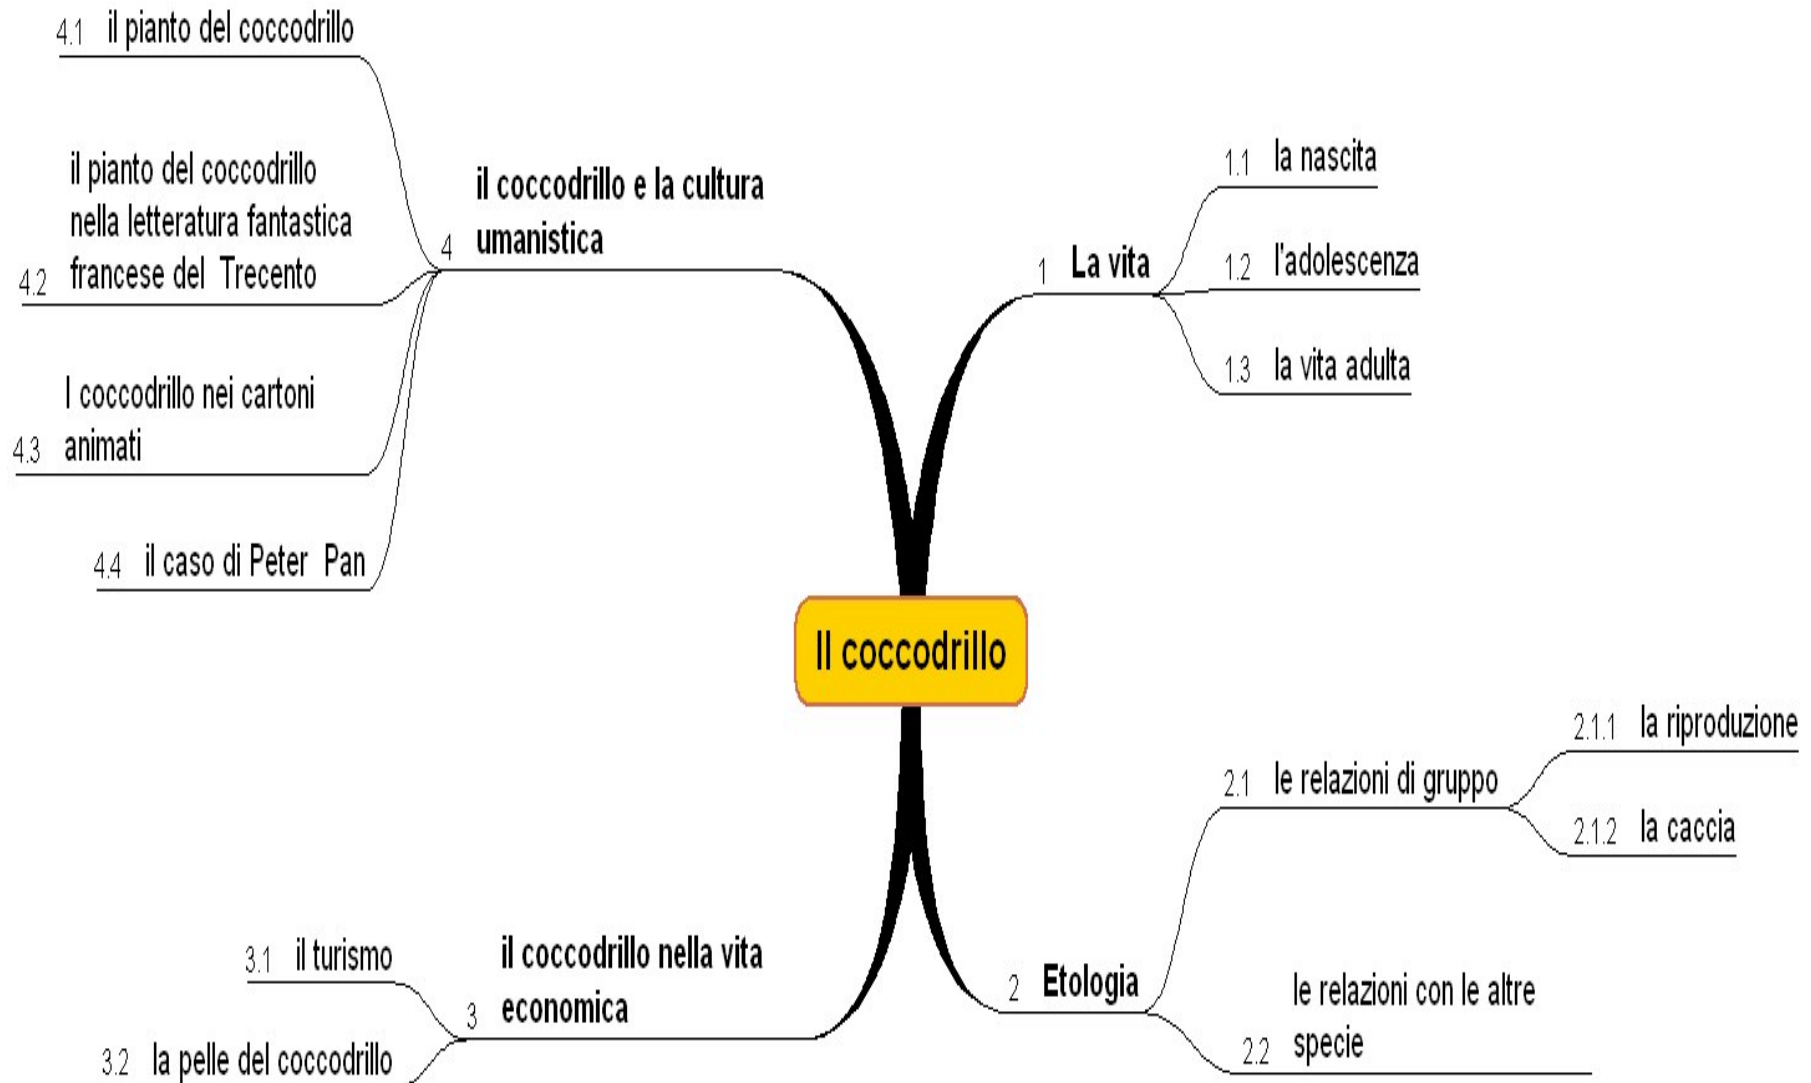 Il coccodrillo
1 La vita
1.1 la nascita
1.2 l'adolescenza
1.3 la vita adulta
2 Etologia
2.1 le relazioni di gruppo
2.1.1 la riproduzione
2.1.2 la caccia
le relazioni con le altre
2.2 specie
il coccodrillo nella vita
3 economica
3.1 il turismo
3.2 la pelle del coccodrillo
il coccodrillo e la cultura
4 umanistica
4.1 il pianto del coccodrillo
il pianto del coccodrillo
nella letteratura fantastica
4.2 francese del Trecento
I coccodrillo nei cartoni
4.3 animati
4.4 il caso di Peter Pan